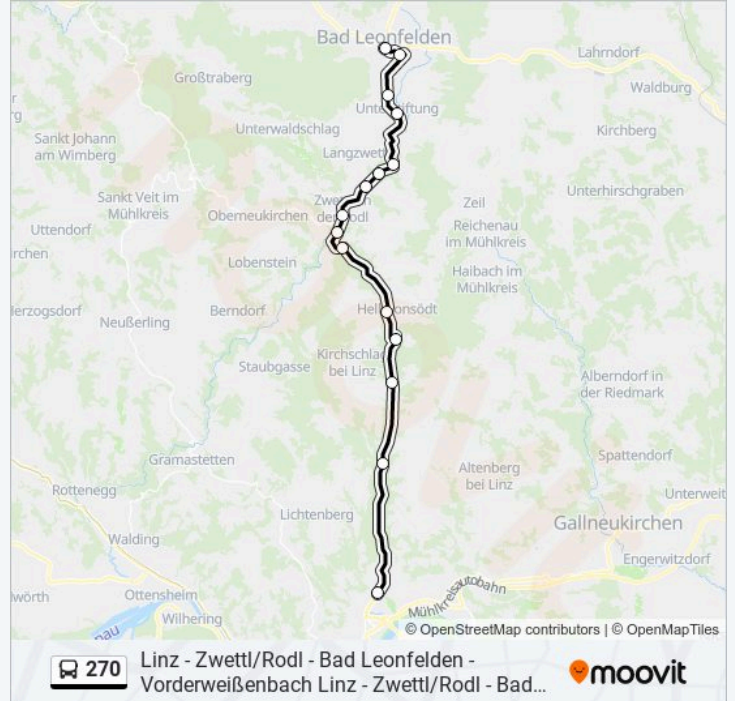 Bad Leonfelden
Lahrndorf
Großtraberg
Waldburg
Unterwaldschlag
Kirchberg
Sankt Johann
am Wimberg
Langzwettl
Sankt Veit im
Mühlkreis
Unterhirschgraben
Zeil
Oberneukirchen
Uttendorf
Reichenau
im Mühlkreis
Lobenstein
Haibach im
Mühlkreis
Berndorf
Neußerling
Kirchschlag
bei Linz
Staubgasse
Alberndorf in
der Riedmark
Gramastetten
Spattendorf
Altenberg
bei Linz
Rottenegg
Unterweit
Lichtenberg
Gallneukirchen
Walding
Engerwitzdorf
Mühlkreisautobahn
Ottensheim
Wilhering
© OpenStreetMap contributors | © OpenMapTiles
270
Linz - Zwettl/Rodl - Bad Leonfelden -
Vorderweißenbach Linz - Zwettl/Rodl - Bad…
moovit